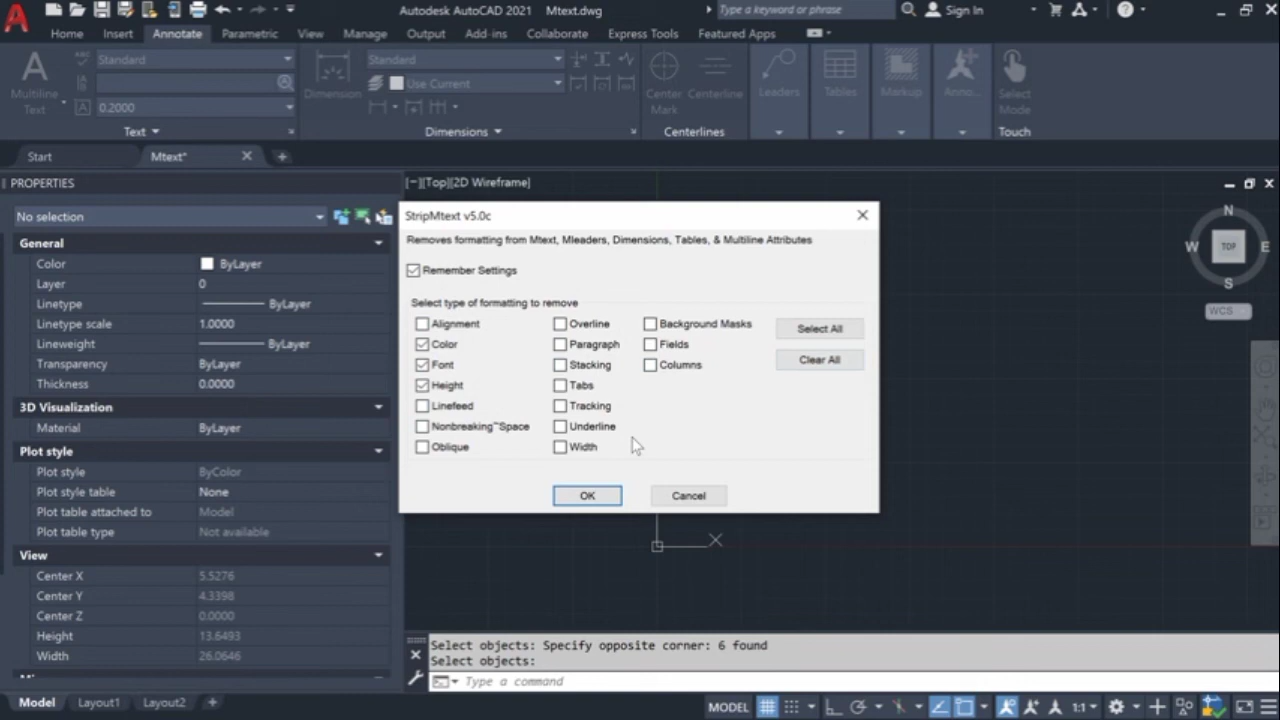 Autodesk AutoCAD 2021 Mtext.dwg
Type a keyword or phrase
Sign In
Home Insert Annotate Parametric View Manage Output Add-ins Collaborate Express Tools Featured Apps
Multiline
Text
Standard
0.2000
Text
Dimension
Standard
Use Current
Dimensions
Center
Mark
Centerline
Centerlines
Leaders
Tables
Markup
Anno...
Select
Mode
Touch
Start
Mtext*
PROPERTIES
No selection
General
Color ByLayer
Layer 0
Linetype ByLayer
Linetype scale 1.0000
Lineweight ByLayer
Transparency ByLayer
Thickness 0.0000
3D Visualization
Material ByLayer
Plot style
Plot style ByColor
Plot style table None
Plot table attached to Model
Plot table type Not available
View
Center X 5.5276
Center Y 4.3398
Center Z 0.0000
Height 13.6493
Width 26.0646
[−][Top][2D Wireframe]
N
W TOP E
S
WCS
StripMtext v5.0c
Removes formatting from Mtext, Mleaders, Dimensions, Tables, & Multiline Attributes
Remember Settings
Select type of formatting to remove
Alignment Overline Background Masks
Color Paragraph Fields
Font Stacking Columns
Height Tabs
Linefeed Tracking
Nonbreaking~Space Underline
Oblique Width
Select All
Clear All
OK Cancel
X
Select objects: Specify opposite corner: 6 found
Select objects:
Type a command
Model Layout1 Layout2
MODEL 1:1